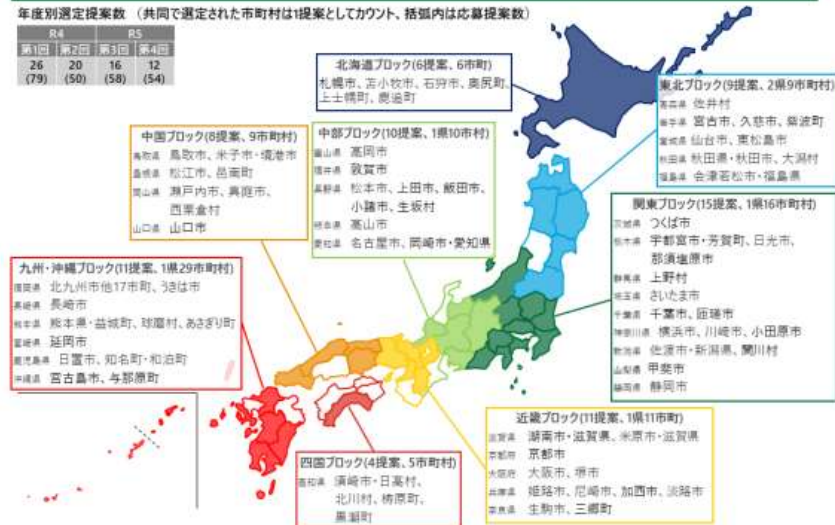 年度別選定提案数 (共同で選定された市町村は1提案としてカウント、括弧内は応募提案数)
R4 R5
第1回 第2回 第3回 第4回
26 20 16 12
(79) (50) (58) (54)
北海道ブロック(6提案、6市町)
札幌市、苫小牧市、石狩市、奥尻町、
上士幌町、鹿追町
東北ブロック(9提案、2県9市町村)
青森県 佐井村
岩手県 宮古市、久慈市、紫波町
宮城県 仙台市、東松島市
秋田県 秋田県・秋田市、大潟村
福島県 会津若松市・福島県
中国ブロック(8提案、9市町村)
鳥取県 鳥取市、米子市・境港市
島根県 松江市、邑南町
岡山県 瀬戸内市、真庭市、
西粟倉村
山口県 山口市
中部ブロック(10提案、1県10市村)
富山県 高岡市
福井県 敦賀市
長野県 松本市、上田市、飯田市、
小諸市、生坂村
岐阜県 高山市
愛知県 名古屋市、岡崎市・愛知県
関東ブロック(15提案、1県16市町村)
茨城県 つくば市
栃木県 宇都宮市・芳賀町、日光市、
那須塩原市
群馬県 上野村
埼玉県 さいたま市
千葉県 千葉市、匝瑳市
神奈川県 横浜市、川崎市、小田原市
新潟県 佐渡市・新潟県、関川村
山梨県 甲斐市
静岡県 静岡市
九州・沖縄ブロック(11提案、1県29市町村)
福岡県 北九州市他17市町、うきは市
長崎県 長崎市
熊本県 熊本県・益城町、球磨村、あさぎり町
宮崎県 延岡市
鹿児島県 日置市、知名町・和泊町
沖縄県 宮古島市、与那原町
四国ブロック(4提案、5市町村)
高知県 須崎市・日高村、
北川村、梼原町、
黒潮町
近畿ブロック(11提案、1県11市町)
滋賀県 湖南市・滋賀県、米原市・滋賀県
京都府 京都市
大阪府 大阪市、堺市
兵庫県 姫路市、尼崎市、加西市、淡路市
奈良県 生駒市、三郷町